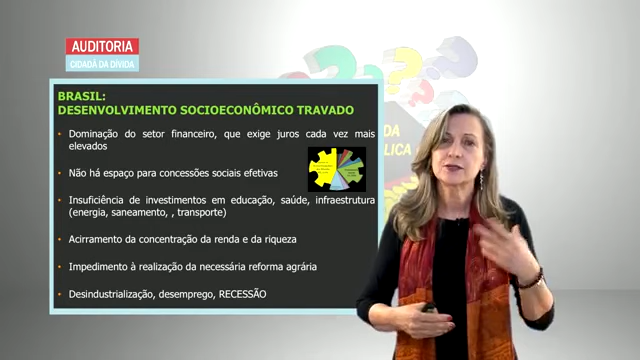 AUDITORIA
CIDADÃ DA DÍVIDA
BRASIL:
DESENVOLVIMENTO SOCIOECONÔMICO TRAVADO
• Dominação do setor financeiro, que exige juros cada vez mais
elevados
• Não há espaço para concessões sociais efetivas
• Insuficiência de investimentos em educação, saúde, infraestrutura
(energia, saneamento, , transporte)
• Acirramento da concentração da renda e da riqueza
• Impedimento à realização da necessária reforma agrária
• Desindustrialização, desemprego, RECESSÃO